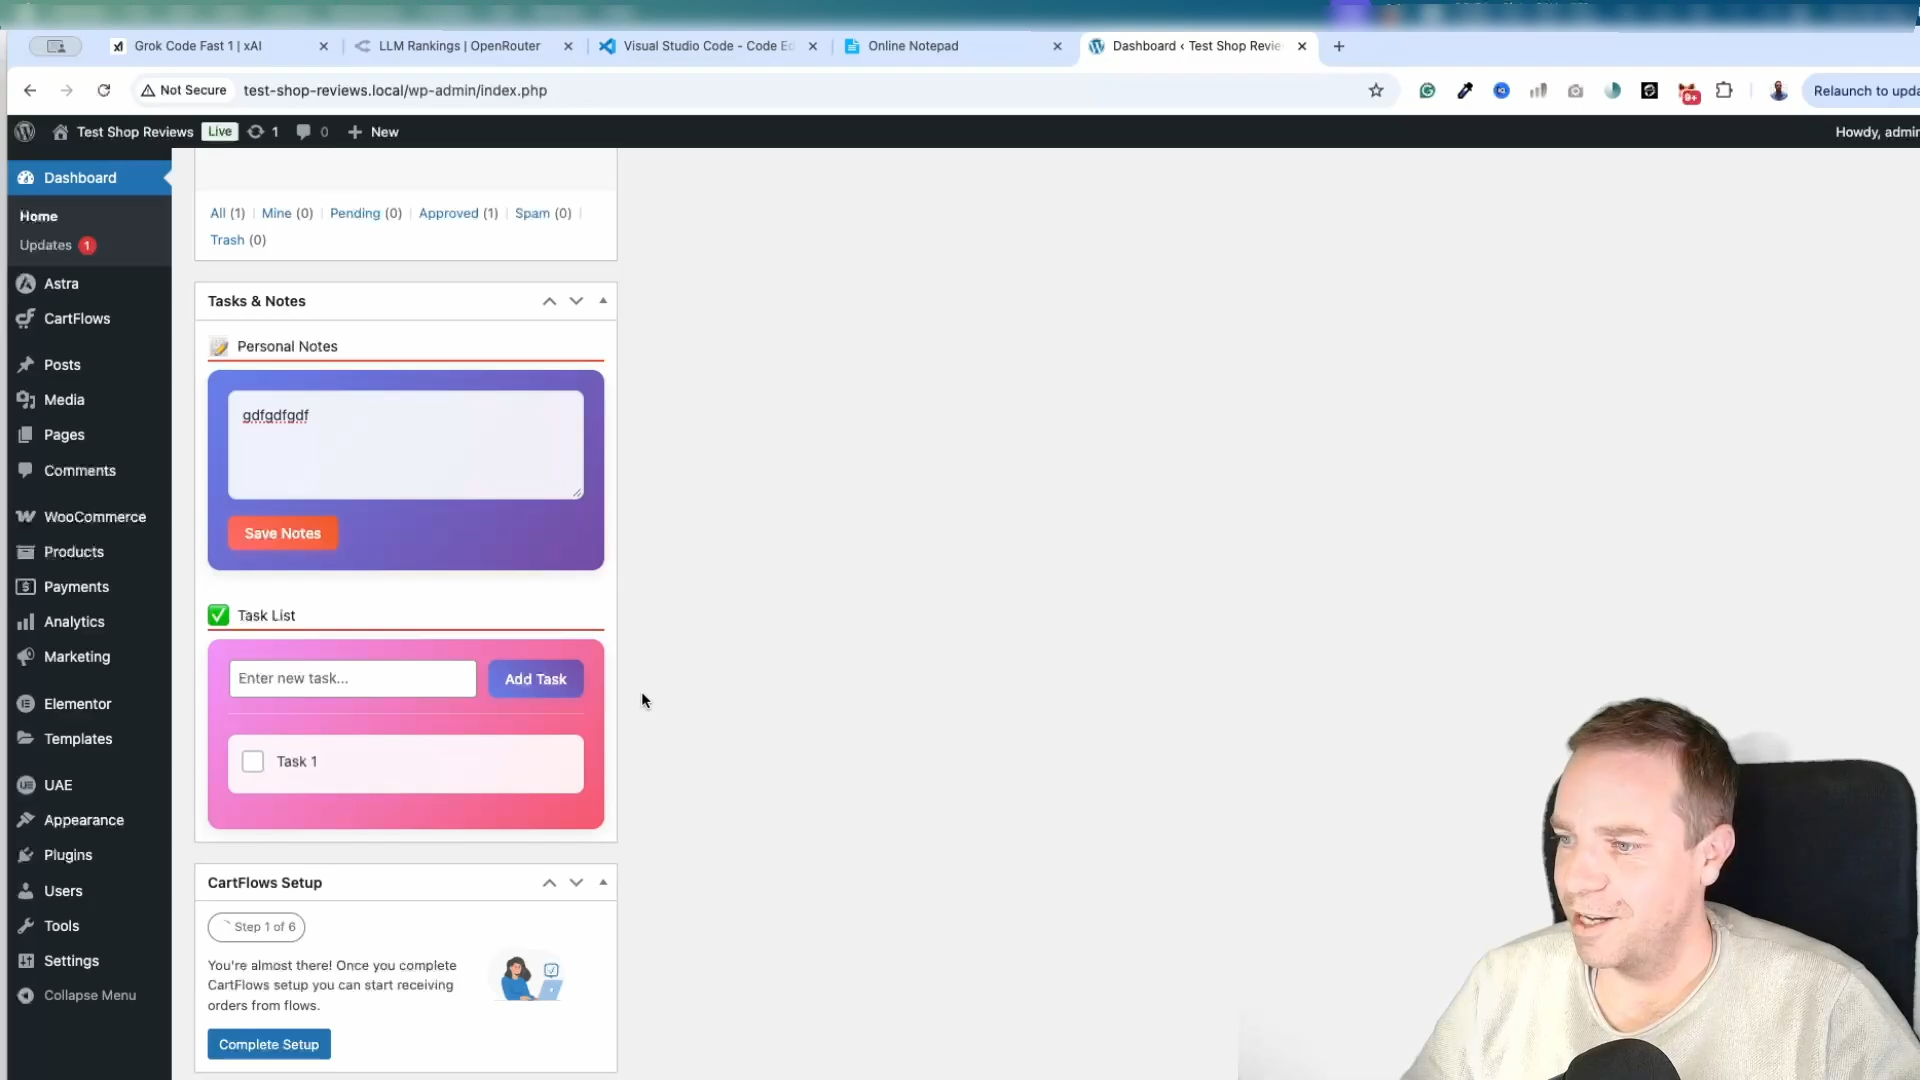 Grok Code Fast 1 | xAI
LLM Rankings | OpenRouter
Visual Studio Code - Code Ed
Online Notepad
Dashboard ‹ Test Shop Revie
Not Secure
test-shop-reviews.local/wp-admin/index.php
9+
Relaunch to upda
Test Shop Reviews
Live
1
0
New
Howdy, admin
Dashboard
Home
Updates 1
Astra
CartFlows
Posts
Media
Pages
Comments
WooCommerce
Products
Payments
Analytics
Marketing
Elementor
Templates
UAE
Appearance
Plugins
Users
Tools
Settings
Collapse Menu
All (1) | Mine (0) | Pending (0) | Approved (1) | Spam (0) |
Trash (0)
Tasks & Notes
Personal Notes
gdfgdfgdf
Save Notes
Task List
Enter new task...
Add Task
Task 1
CartFlows Setup
Step 1 of 6
You're almost there! Once you complete
CartFlows setup you can start receiving
orders from flows.
Complete Setup